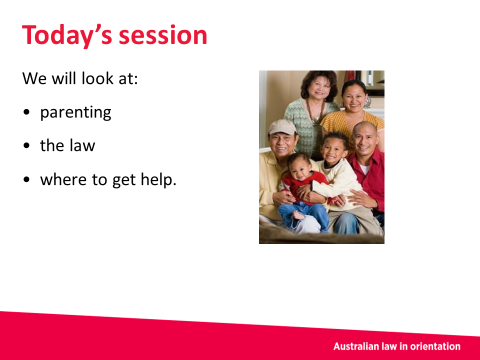 Today’s session
We will look at:
• parenting
• the law
• where to get help.
Australian law in orientation